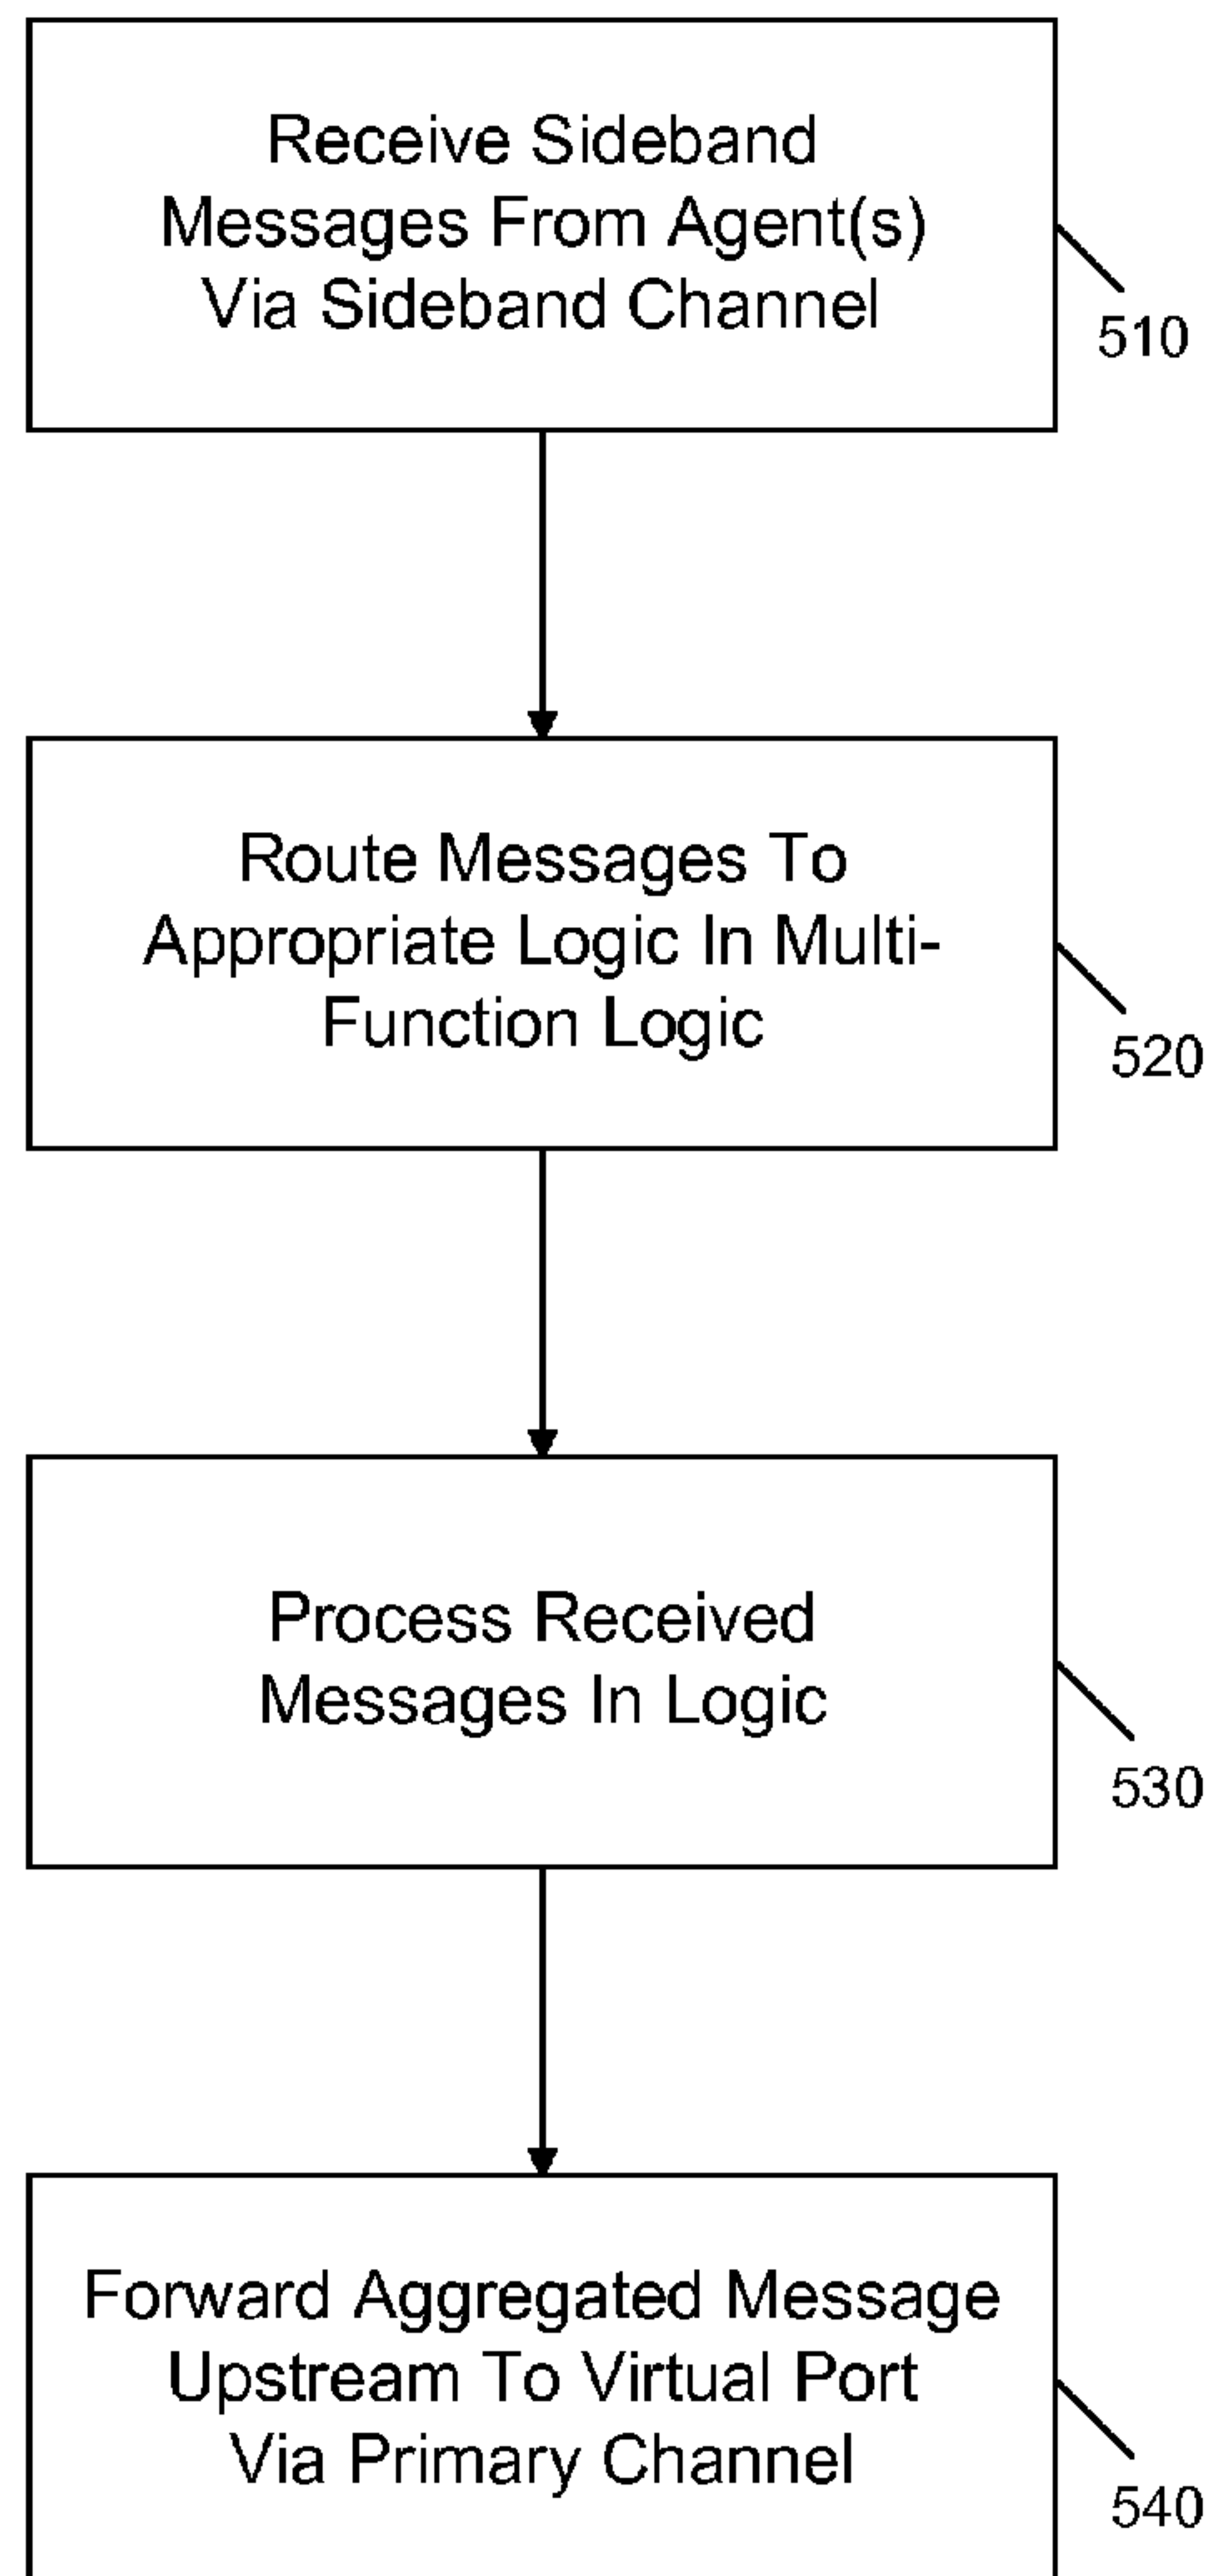 Receive Sideband
Messages From Agent(s)
Via Sideband Channel
510
Route Messages To
Appropriate Logic In Multi-
Function Logic
520
Process Received
Messages In Logic
530
Forward Aggregated Message
Upstream To Virtual Port
Via Primary Channel
540